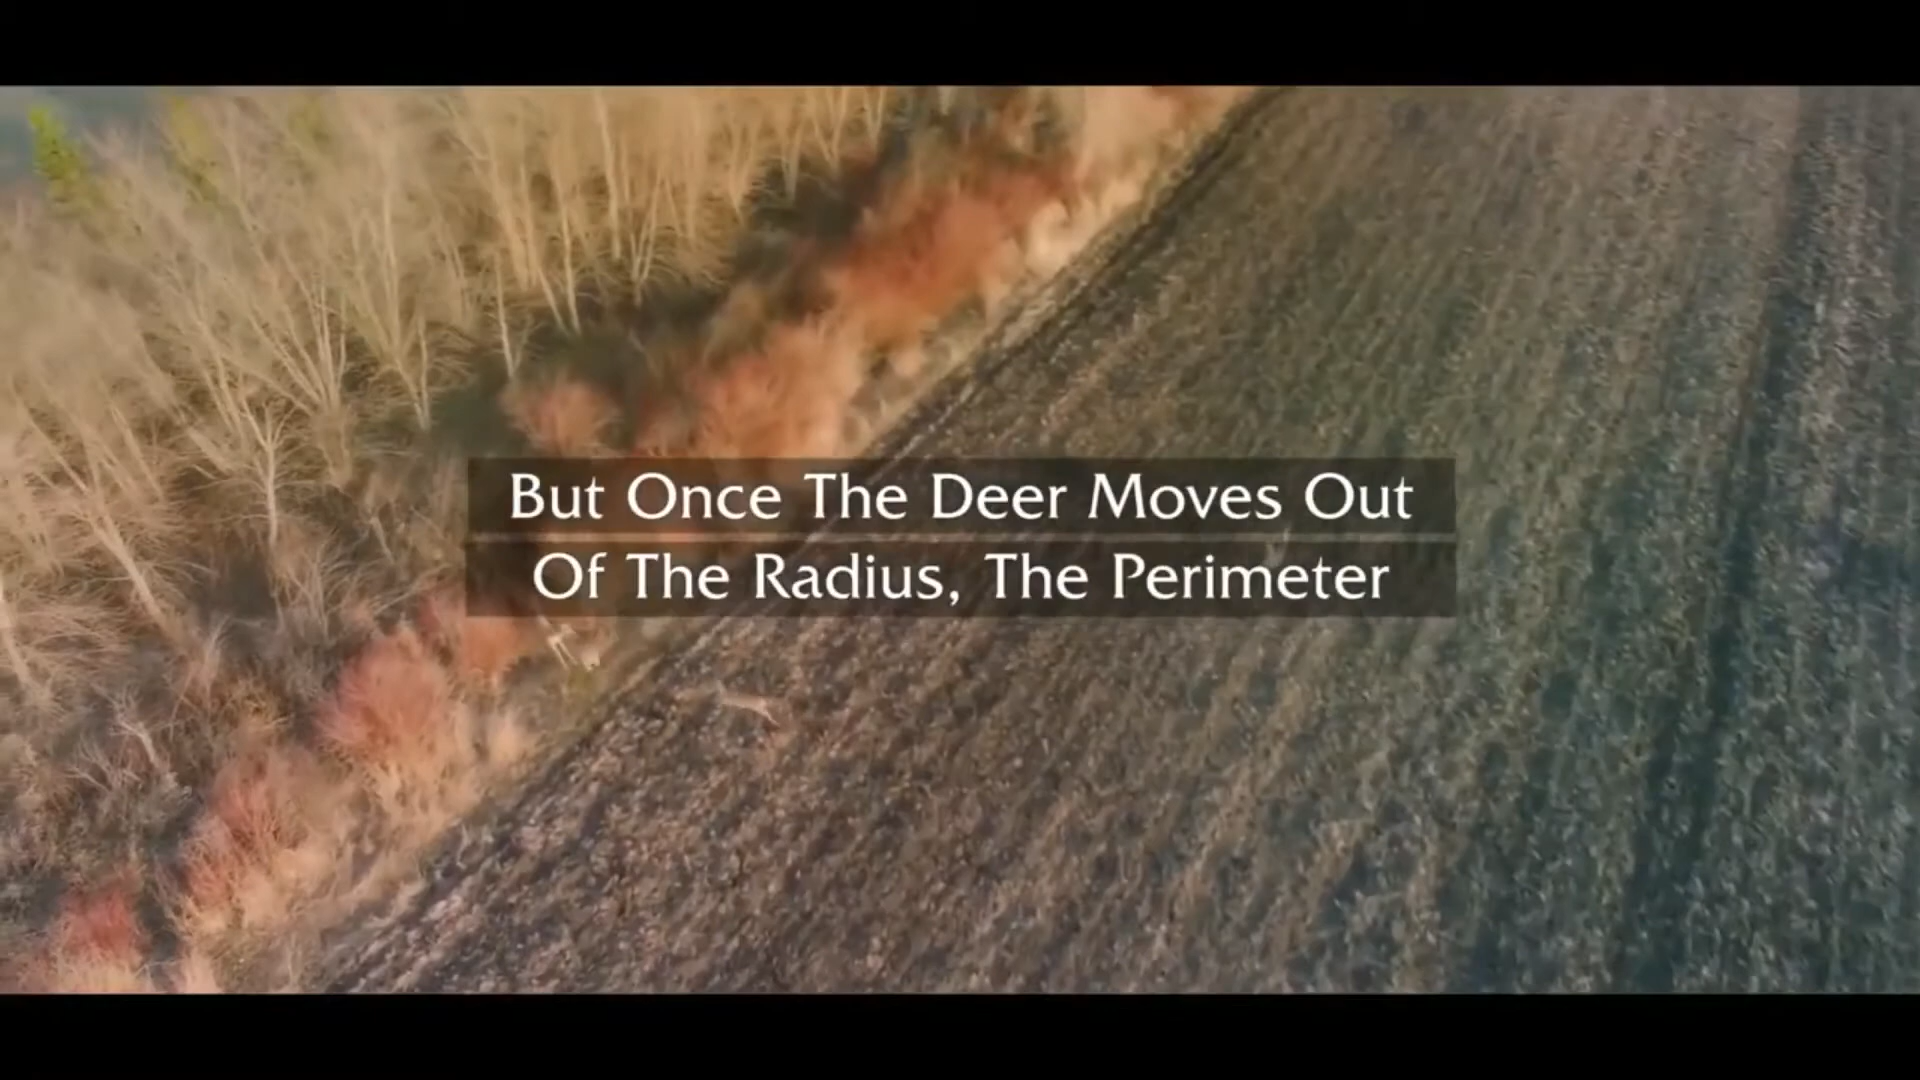 But Once The Deer Moves Out
Of The Radius, The Perimeter